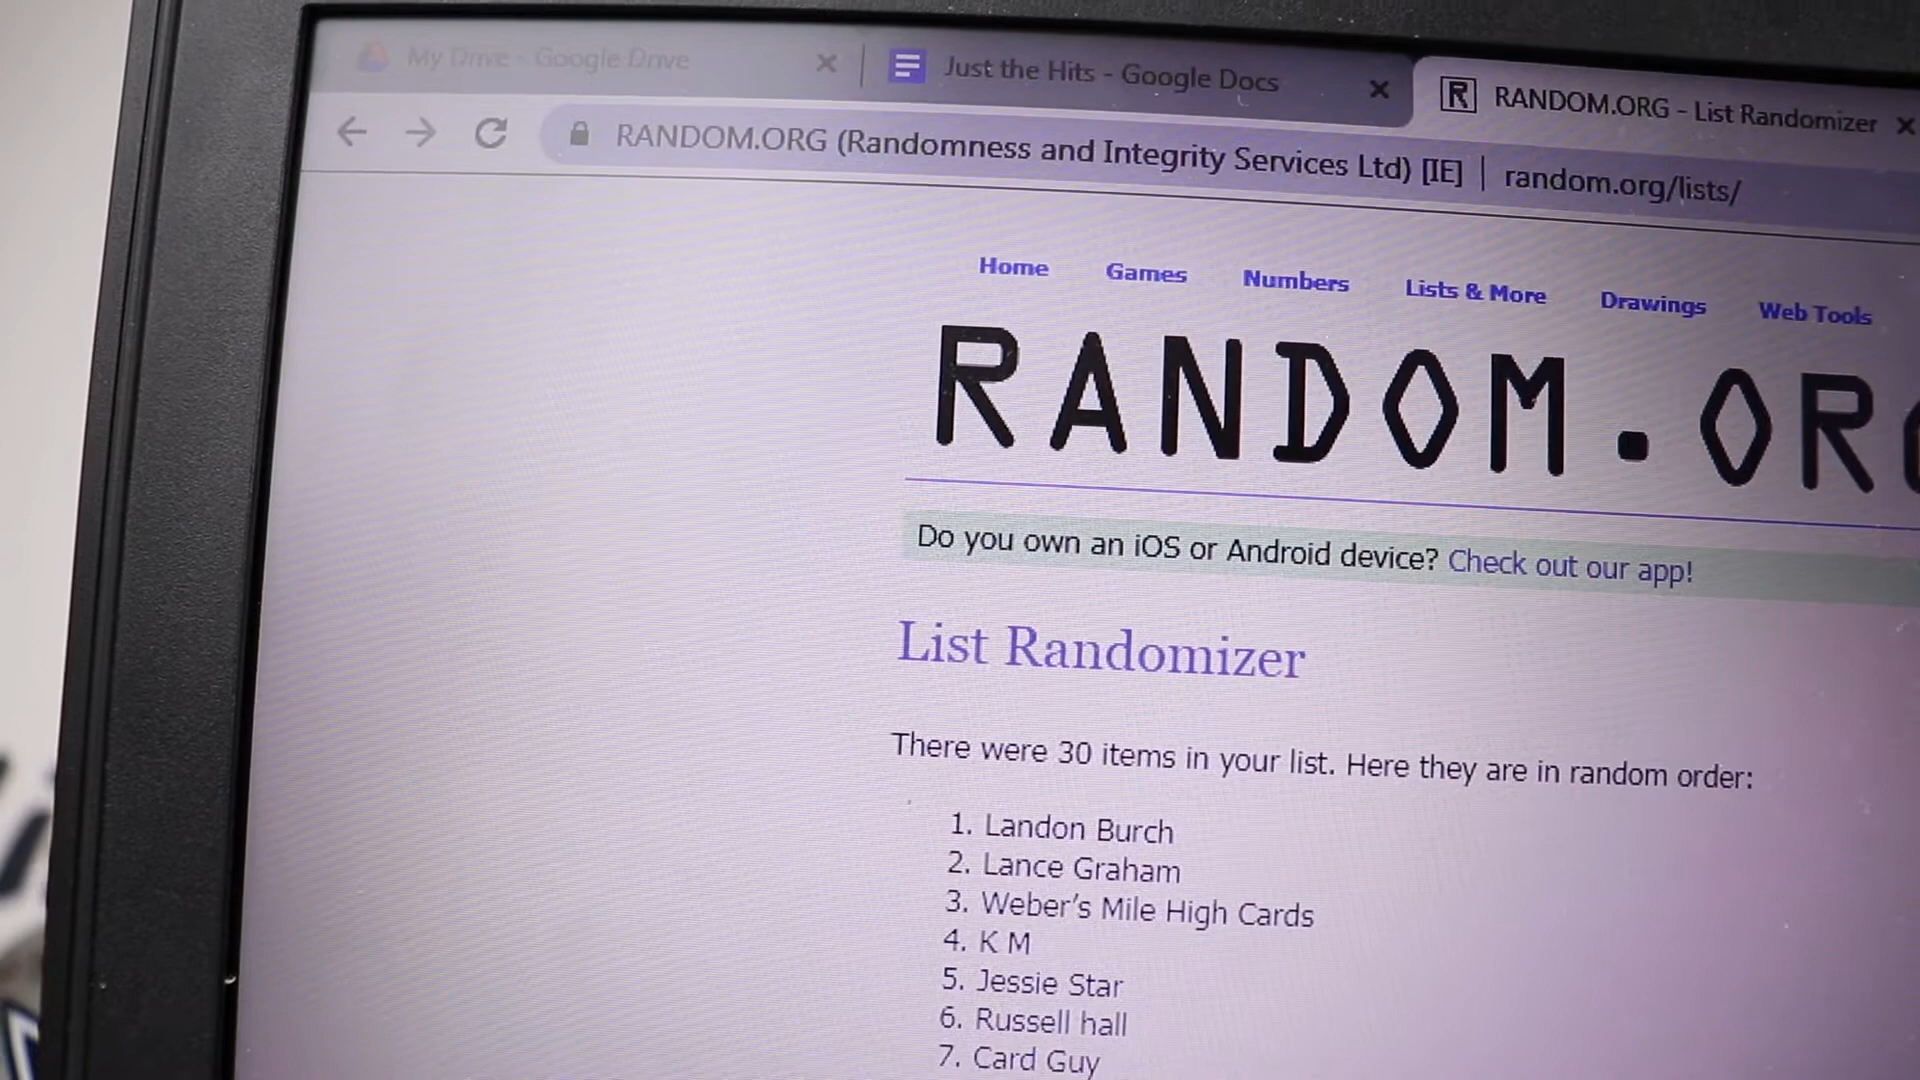 My Drive - Google Drive
Just the Hits - Google Docs
RANDOM.ORG - List Randomizer
RANDOM.ORG (Randomness and Integrity Services Ltd) [IE] | random.org/lists/
Home Games Numbers Lists & More Drawings Web Tools
RANDOM.ORG
Do you own an iOS or Android device? Check out our app!
List Randomizer
There were 30 items in your list. Here they are in random order:
1. Landon Burch
2. Lance Graham
3. Weber's Mile High Cards
4. K M
5. Jessie Star
6. Russell hall
7. Card Guy